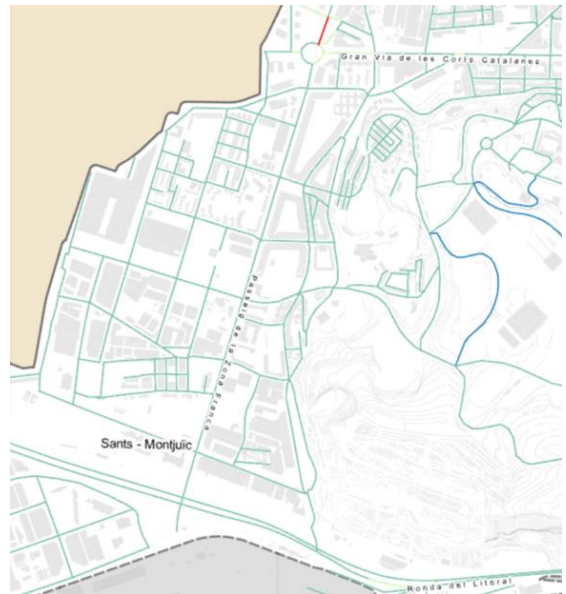 Gran Via de les Corts Catalanes
passeig de la Zona Franca
Sants - Montjuïc
Ronda del Litoral